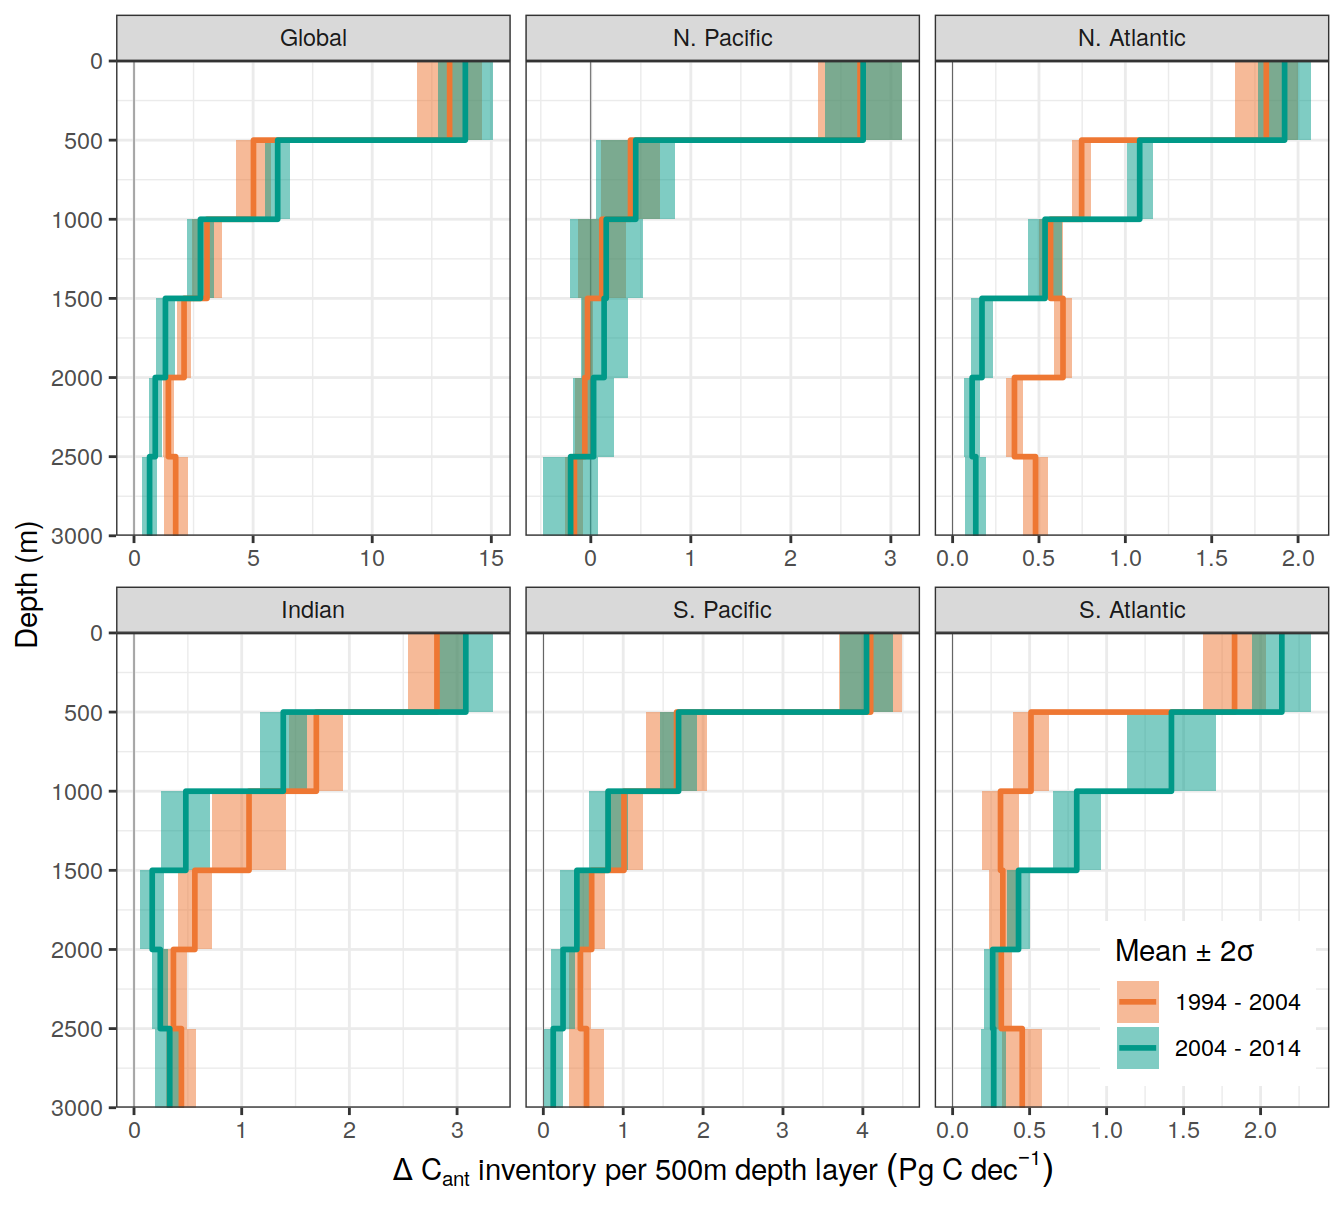 Global
N. Pacific
N. Atlantic
0
500
1000
1500
2000
2500
3000
0 5 10 15
0 1 2 3
0.0 0.5 1.0 1.5 2.0
Depth (m)
Indian
S. Pacific
S. Atlantic
0
500
1000
1500
2000
2500
3000
Mean ± 2σ
1994 - 2004
2004 - 2014
0 1 2 3
0 1 2 3 4
0.0 0.5 1.0 1.5 2.0
Δ Cant inventory per 500m depth layer (Pg C dec⁻¹)